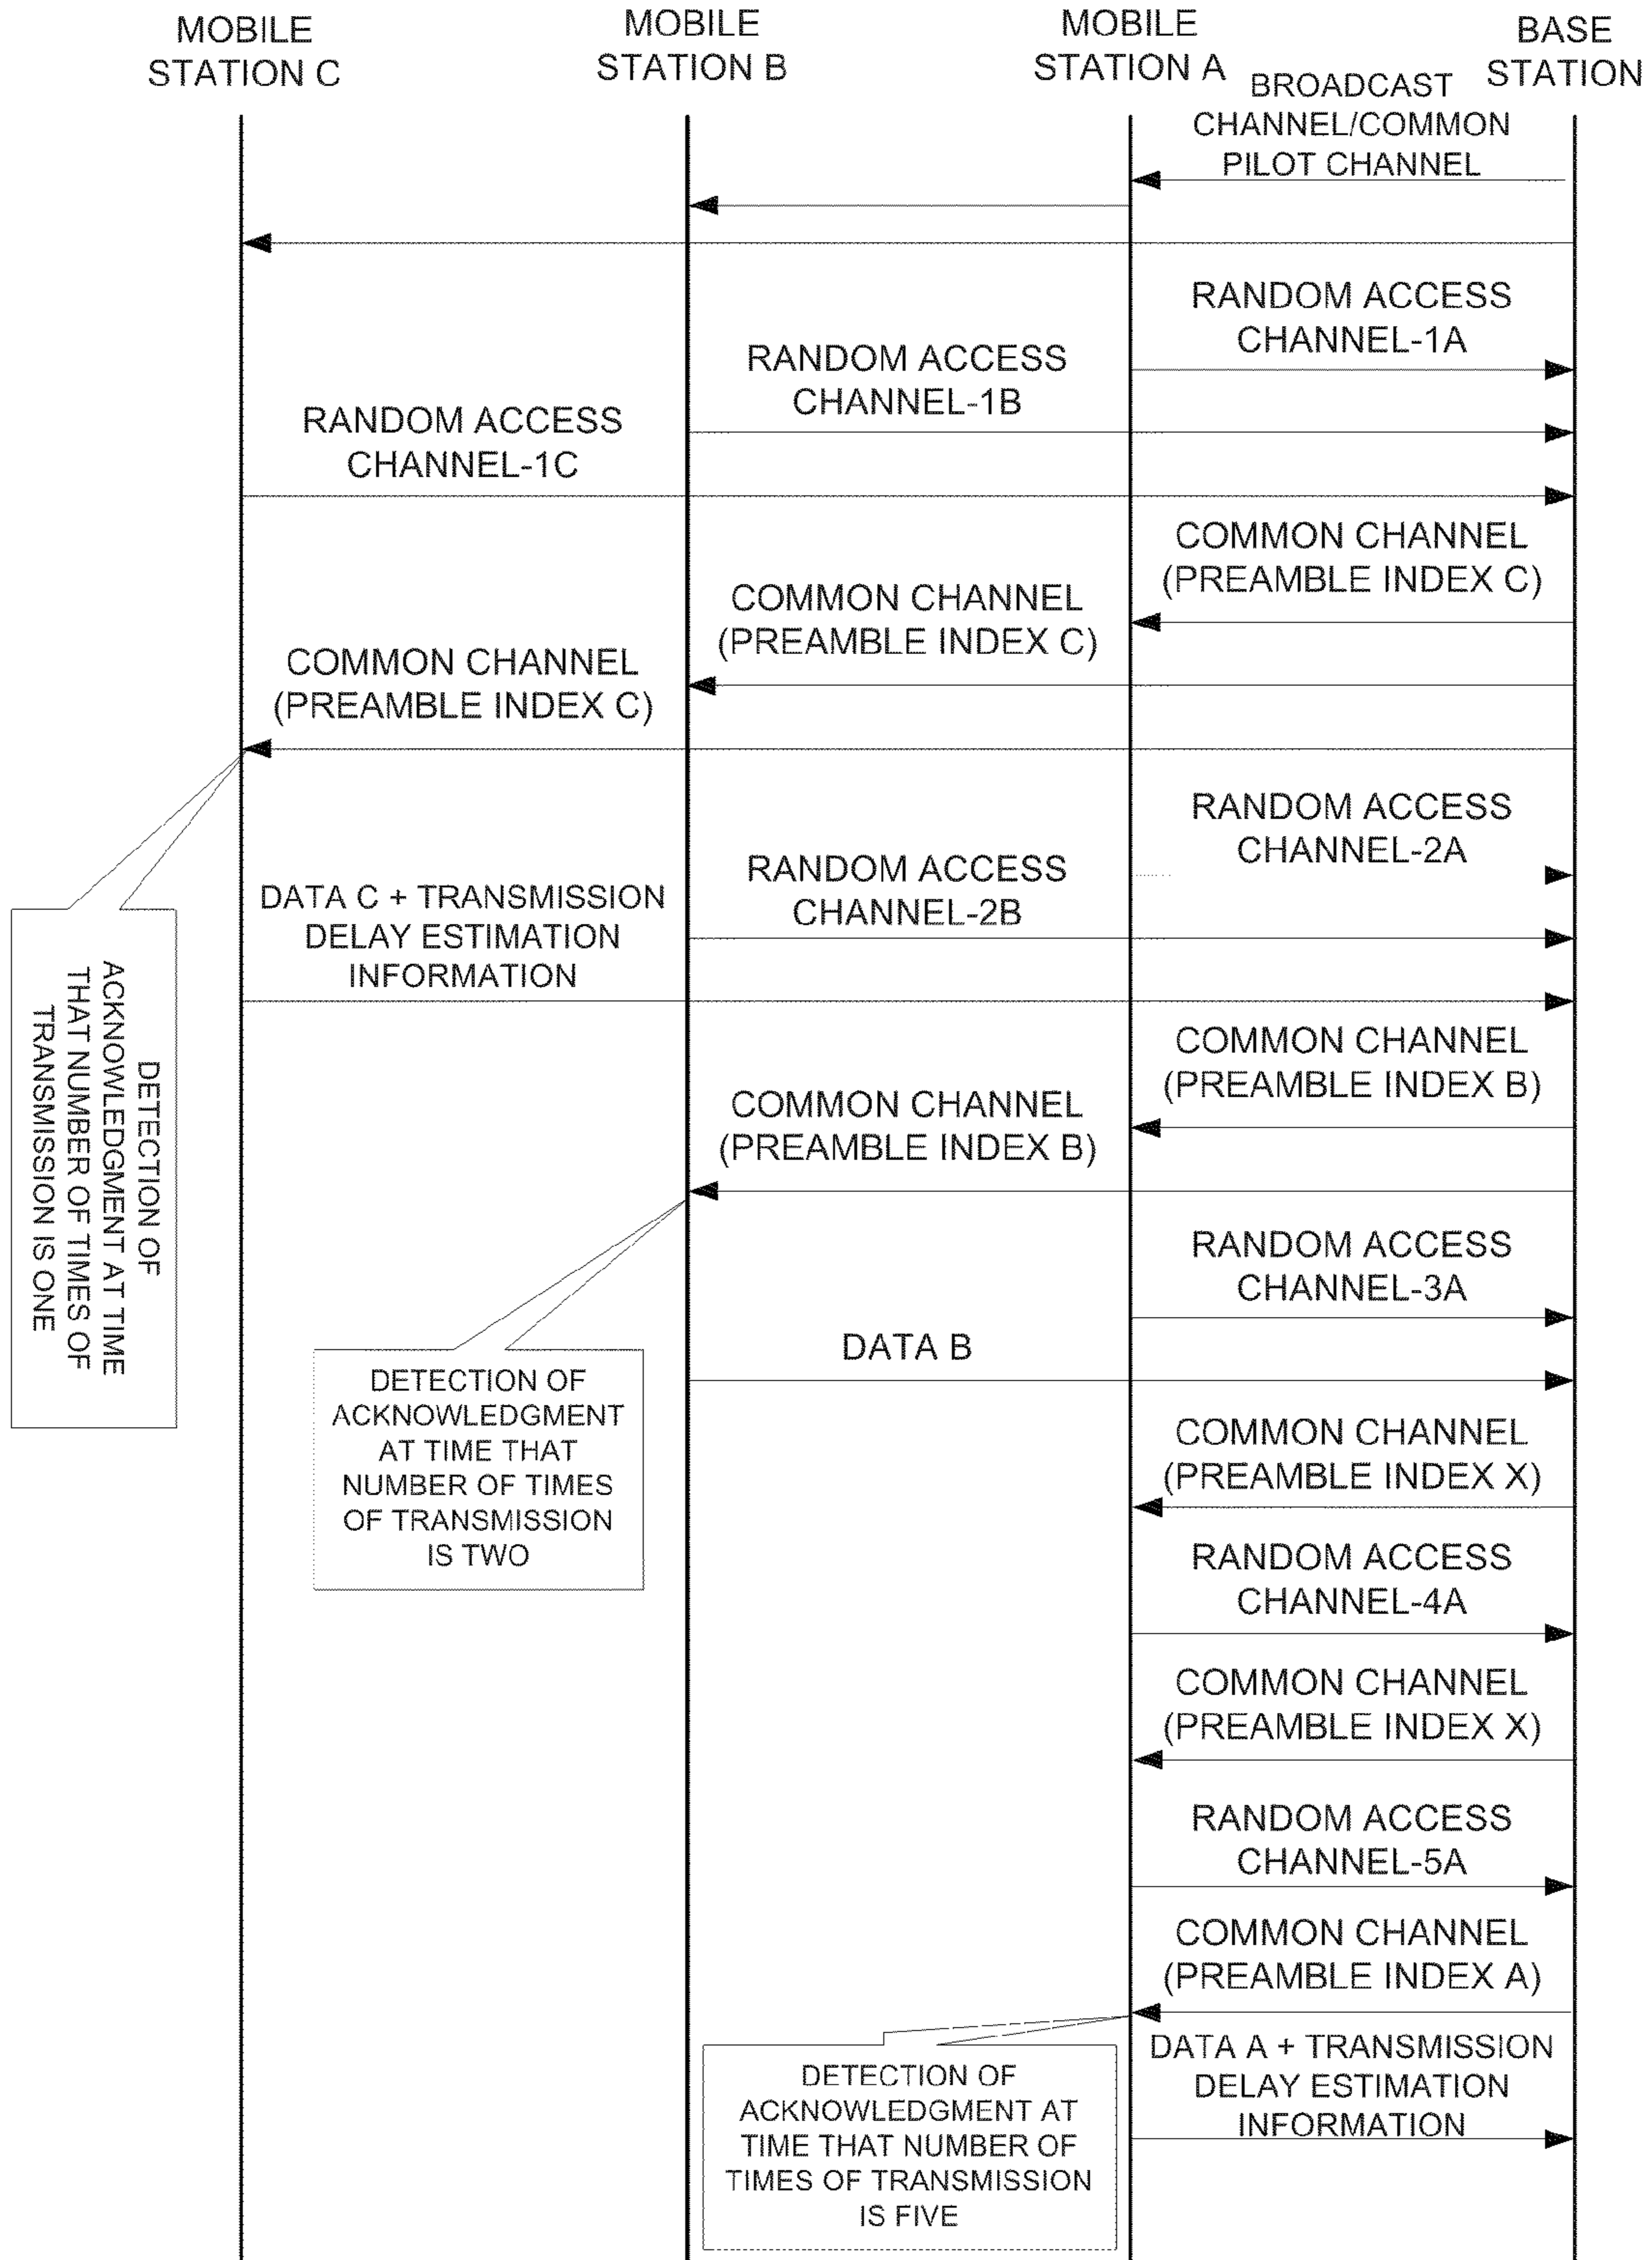 MOBILE
STATION C
MOBILE
STATION B
MOBILE
STATION A
BASE
STATION
BROADCAST
CHANNEL/COMMON
PILOT CHANNEL
RANDOM ACCESS
CHANNEL-1A
RANDOM ACCESS
CHANNEL-1B
RANDOM ACCESS
CHANNEL-1C
COMMON CHANNEL
(PREAMBLE INDEX C)
COMMON CHANNEL
(PREAMBLE INDEX C)
COMMON CHANNEL
(PREAMBLE INDEX C)
RANDOM ACCESS
CHANNEL-2A
RANDOM ACCESS
CHANNEL-2B
DATA C + TRANSMISSION
DELAY ESTIMATION
INFORMATION
DETECTION OF
ACKNOWLEDGMENT AT TIME
THAT NUMBER OF TIMES OF
TRANSMISSION IS ONE
COMMON CHANNEL
(PREAMBLE INDEX B)
COMMON CHANNEL
(PREAMBLE INDEX B)
RANDOM ACCESS
CHANNEL-3A
DATA B
DETECTION OF
ACKNOWLEDGMENT
AT TIME THAT
NUMBER OF TIMES
OF TRANSMISSION
IS TWO
COMMON CHANNEL
(PREAMBLE INDEX X)
RANDOM ACCESS
CHANNEL-4A
COMMON CHANNEL
(PREAMBLE INDEX X)
RANDOM ACCESS
CHANNEL-5A
COMMON CHANNEL
(PREAMBLE INDEX A)
DATA A + TRANSMISSION
DELAY ESTIMATION
INFORMATION
DETECTION OF
ACKNOWLEDGMENT AT
TIME THAT NUMBER OF
TIMES OF TRANSMISSION
IS FIVE